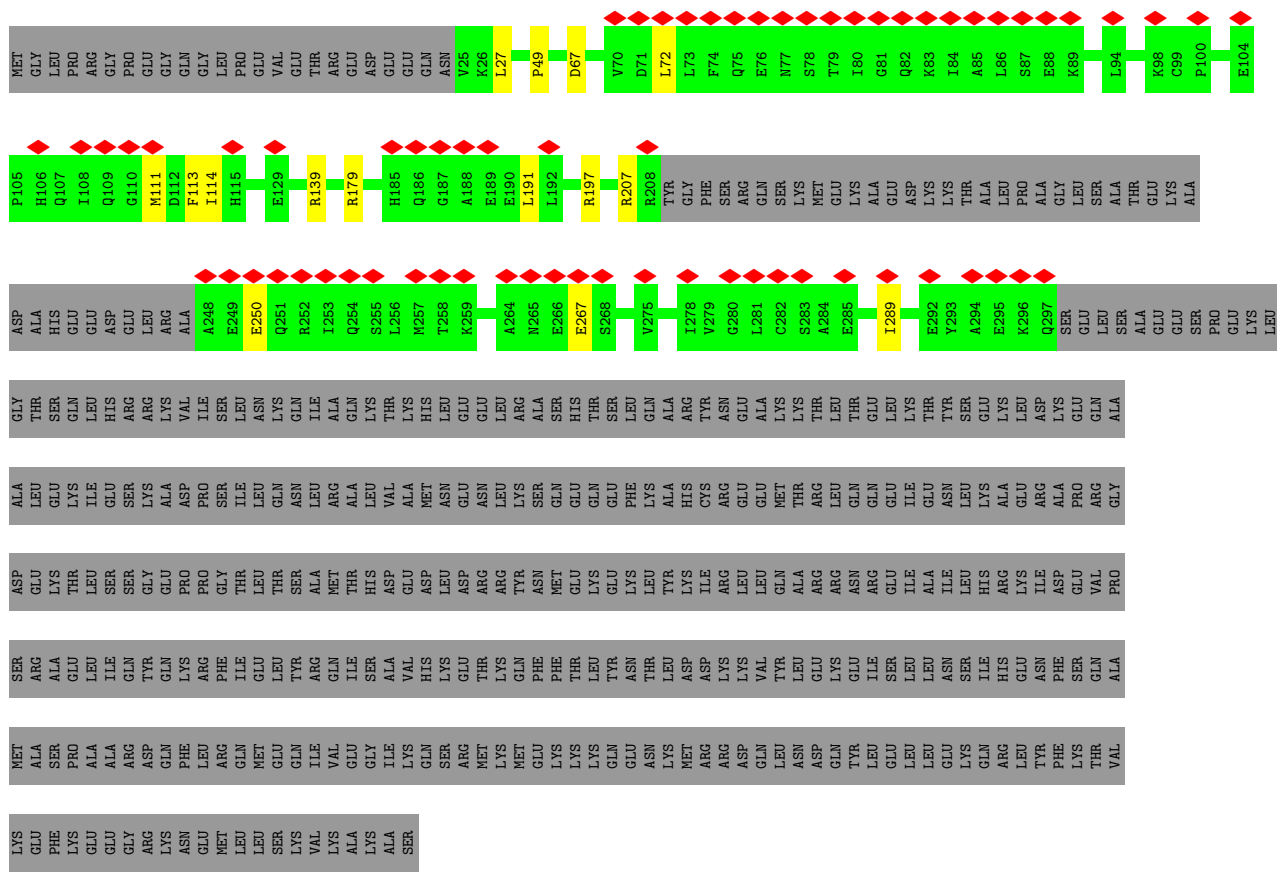 MET GLY LEU PRO ARG GLY PRO GLU GLY GLN GLY LEU PRO GLU VAL GLU THR ARG GLU ASP GLU GLU GLN ASN V25 K26 L27 P49 D67 V70 D71 L72 L73 F74 Q75 E76 N77 S78 T79 I80 G81 Q82 K83 I84 A85 L86 S87 E88 K89 L94 K98 C99 P100 E104
P105 H106 Q107 I108 Q109 G110 M111 D112 F113 I114 H115 E129 R139 R179 H185 Q186 G187 A188 E189 E190 L191 L192 R197 R207 R208 TYR GLY PHE SER ARG GLN SER LYS MET GLU LYS ALA GLU ASP LYS LYS THR ALA LEU PRO ALA GLY LEU SER ALA THR GLU LYS ALA
ASP ALA HIS GLU GLU ASP GLU LEU ARG ALA A248 E249 E250 Q251 R252 I253 Q254 S255 L256 M257 T258 K259 A264 N265 E266 E267 S268 V275 I278 V279 G280 L281 C282 S283 A284 E285 I289 E292 Y293 A294 E295 K296 Q297 SER GLU LEU SER ALA GLU GLU SER PRO GLU LYS LEU
GLY THR SER GLN LEU HIS ARG ARG LYS VAL ILE SER LEU ASN LYS GLN ILE ALA GLN LYS THR LYS HIS LEU GLU GLU LEU ARG ALA SER HIS THR SER LEU GLN ALA ARG TYR ASN GLU ALA LYS LYS THR LEU THR GLU LEU LYS THR TYR SER GLU LYS LEU ASP LYS GLU GLN ALA
ALA LEU GLU LYS ILE GLU SER LYS ALA ASP PRO SER ILE LEU GLN ASN LEU ARG ALA LEU VAL ALA MET ASN GLU ASN LEU LYS SER GLN GLU GLN GLU PHE LYS ALA HIS CYS ARG GLU GLU MET THR ARG LEU GLN GLN GLU ILE GLU ASN LEU LYS ALA GLU ARG ALA PRO ARG GLY
ASP GLU LYS THR LEU SER SER GLY GLU PRO PRO GLY THR LEU THR SER ALA MET THR HIS ASP GLU ASP LEU ASP ARG ARG TYR ASN MET GLU LYS GLU LYS LEU TYR LYS ILE ARG LEU LEU GLN ALA ARG ARG ASN ARG GLU ILE ALA ILE LEU HIS ARG LYS ILE ASP GLU VAL PRO
SER ARG ALA GLU LEU ILE GLN TYR GLN LYS ARG PHE ILE GLU LEU TYR ARG GLN ILE SER ALA VAL HIS LYS GLU THR LYS GLN PHE PHE THR LEU TYR ASN THR LEU ASP ASP LYS LYS VAL TYR LEU GLU LYS GLU ILE SER LEU LEU ASN SER ILE HIS GLU ASN PHE SER GLN ALA
MET ALA SER PRO ALA ALA ARG ASP GLN PHE LEU ARG GLN MET GLU GLN ILE VAL GLU GLY ILE LYS GLN SER ARG MET LYS MET GLU LYS LYS LYS GLN GLU ASN LYS MET ARG ARG ASP GLN LEU ASN ASP GLN TYR LEU GLU LEU LEU GLU LYS GLN ARG LEU TYR PHE LYS THR VAL
LYS GLU PHE LYS GLU GLU GLY ARG LYS ASN GLU MET LEU LEU SER LYS VAL LYS ALA LYS ALA SER